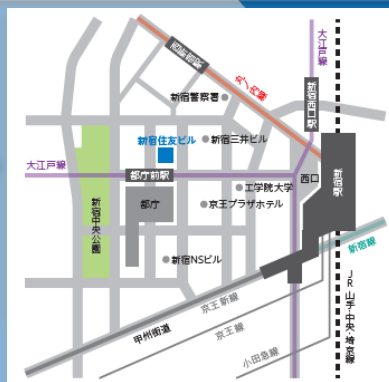 西新宿駅
丸ノ内線
大江戸線
新宿西口駅
新宿警察署
新宿住友ビル
新宿三井ビル
大江戸線
都庁前駅
西口
新宿駅
工学院大学
新宿中央公園
都庁
京王プラザホテル
新宿NSビル
新宿線
甲州街道
京王新線
京王線
小田急線
JR山手・中央・埼京線